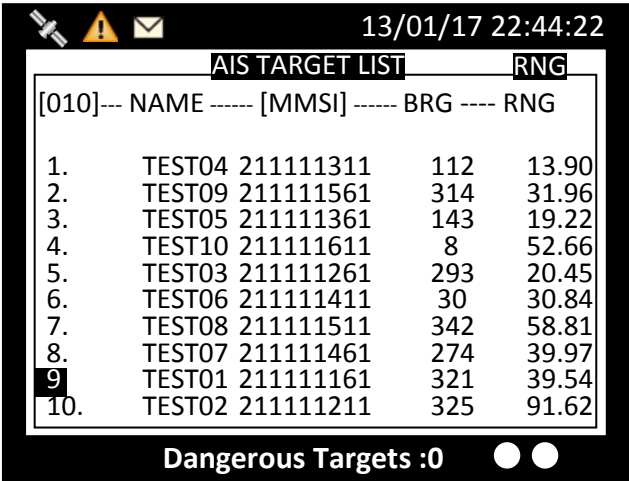 13/01/17 22:44:22
AIS TARGET LIST RNG
[010]--- NAME ------ [MMSI] ------ BRG ---- RNG
1. TEST04 211111311 112 13.90
2. TEST09 211111561 314 31.96
3. TEST05 211111361 143 19.22
4. TEST10 211111611 8 52.66
5. TEST03 211111261 293 20.45
6. TEST06 211111411 30 30.84
7. TEST08 211111511 342 58.81
8. TEST07 211111461 274 39.97
9 TEST01 211111161 321 39.54
10. TEST02 211111211 325 91.62
Dangerous Targets :0